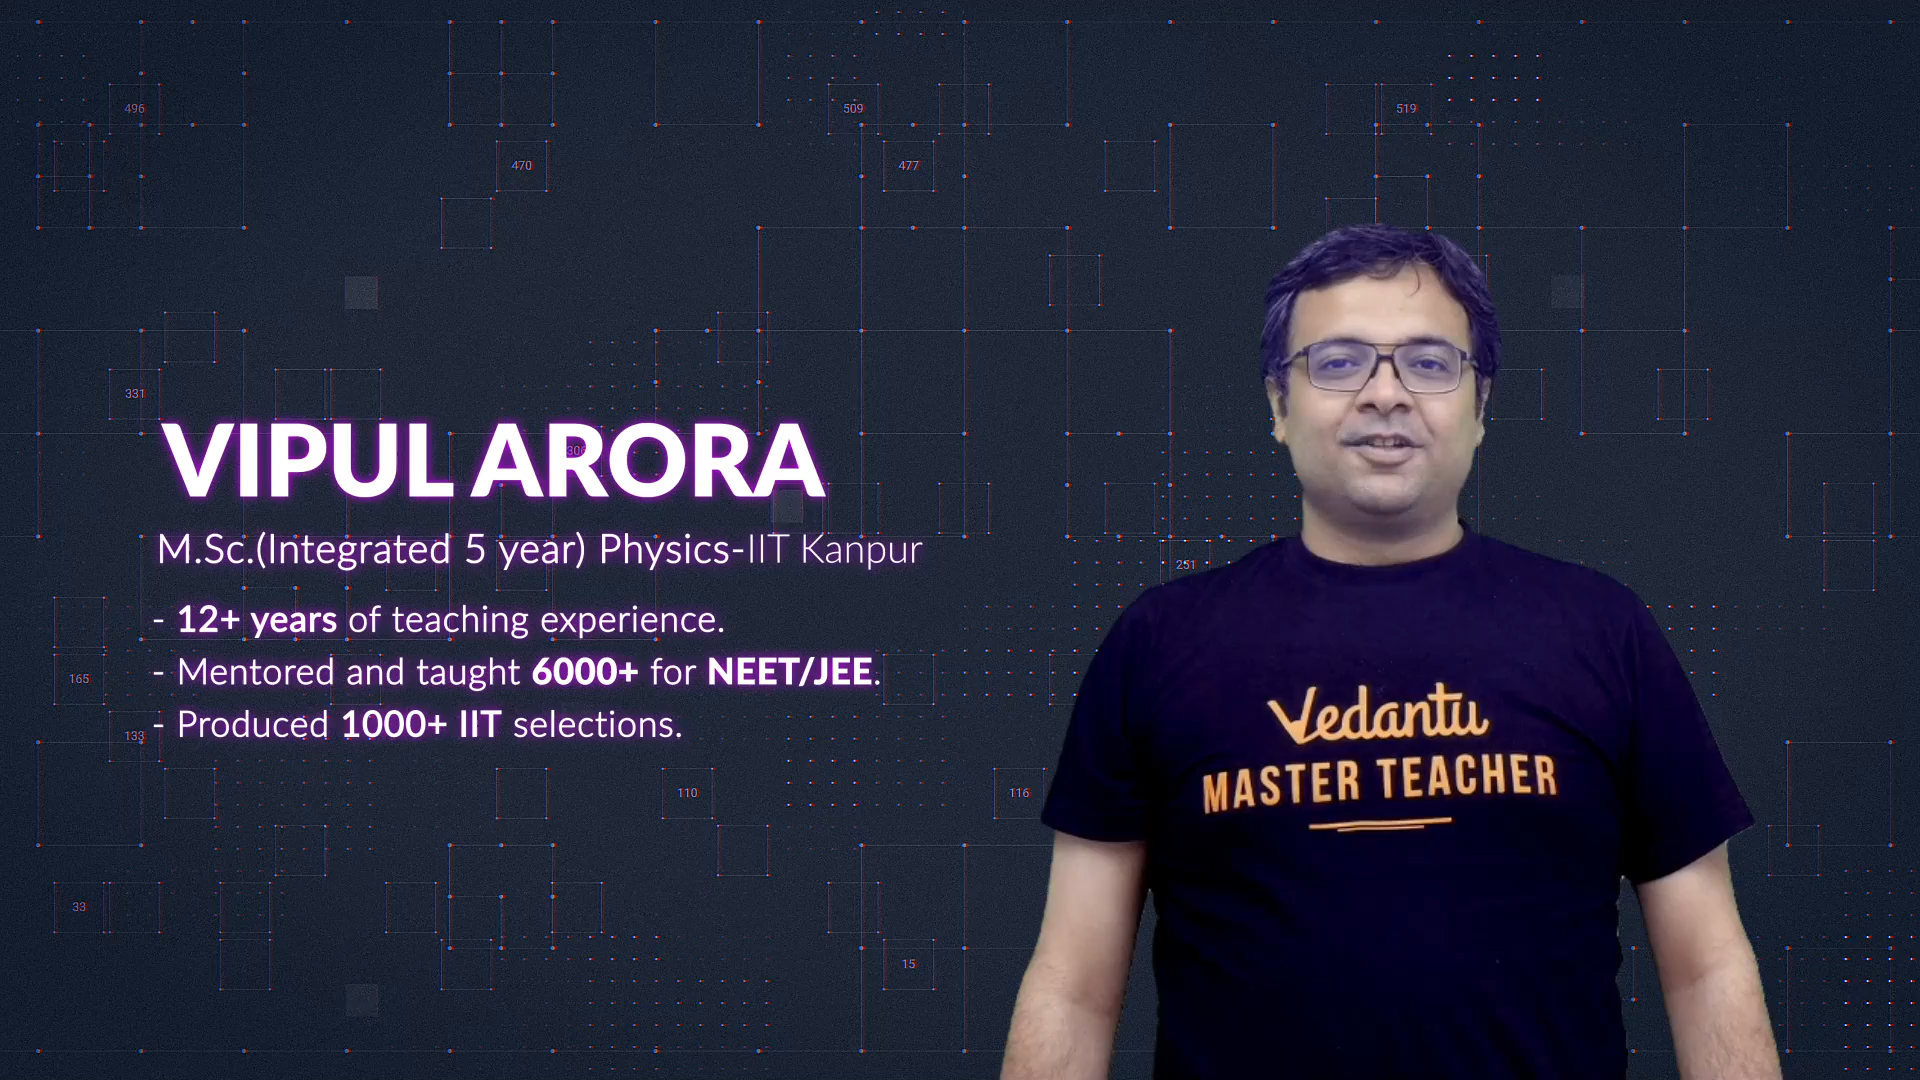 496
509
519
470
477
331
306
VIPUL ARORA
M.Sc.(Integrated 5 year) Physics-IIT Kanpur
251
- 12+ years of teaching experience.
- Mentored and taught 6000+ for NEET/JEE.
165
- Produced 1000+ IIT selections.
133
Vedantu
MASTER TEACHER
110
116
33
15